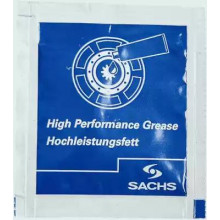 High Performance Grease
Hochleistungsfett
SACHS